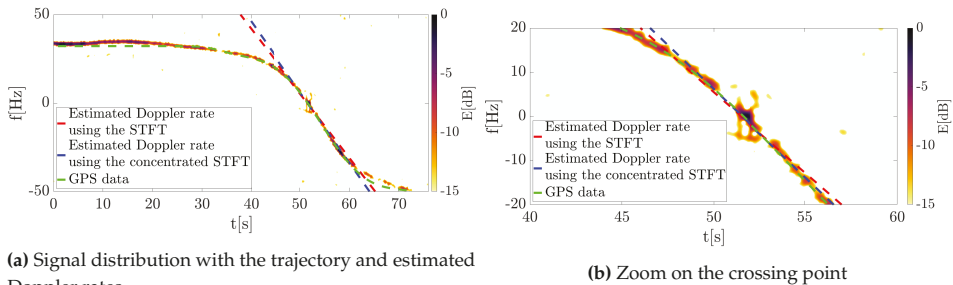 50
0
-50
f[Hz]
0 10 20 30 40 50 60 70
t[s]
Estimated Doppler rate
using the STFT
Estimated Doppler rate
using the concentrated STFT
GPS data
0
-5
-10
-15
E[dB]
(a) Signal distribution with the trajectory and estimated
20
10
0
-10
-20
f[Hz]
40 45 50 55 60
t[s]
Estimated Doppler rate
using the STFT
Estimated Doppler rate
using the concentrated STFT
GPS data
0
-5
-10
-15
E[dB]
(b) Zoom on the crossing point